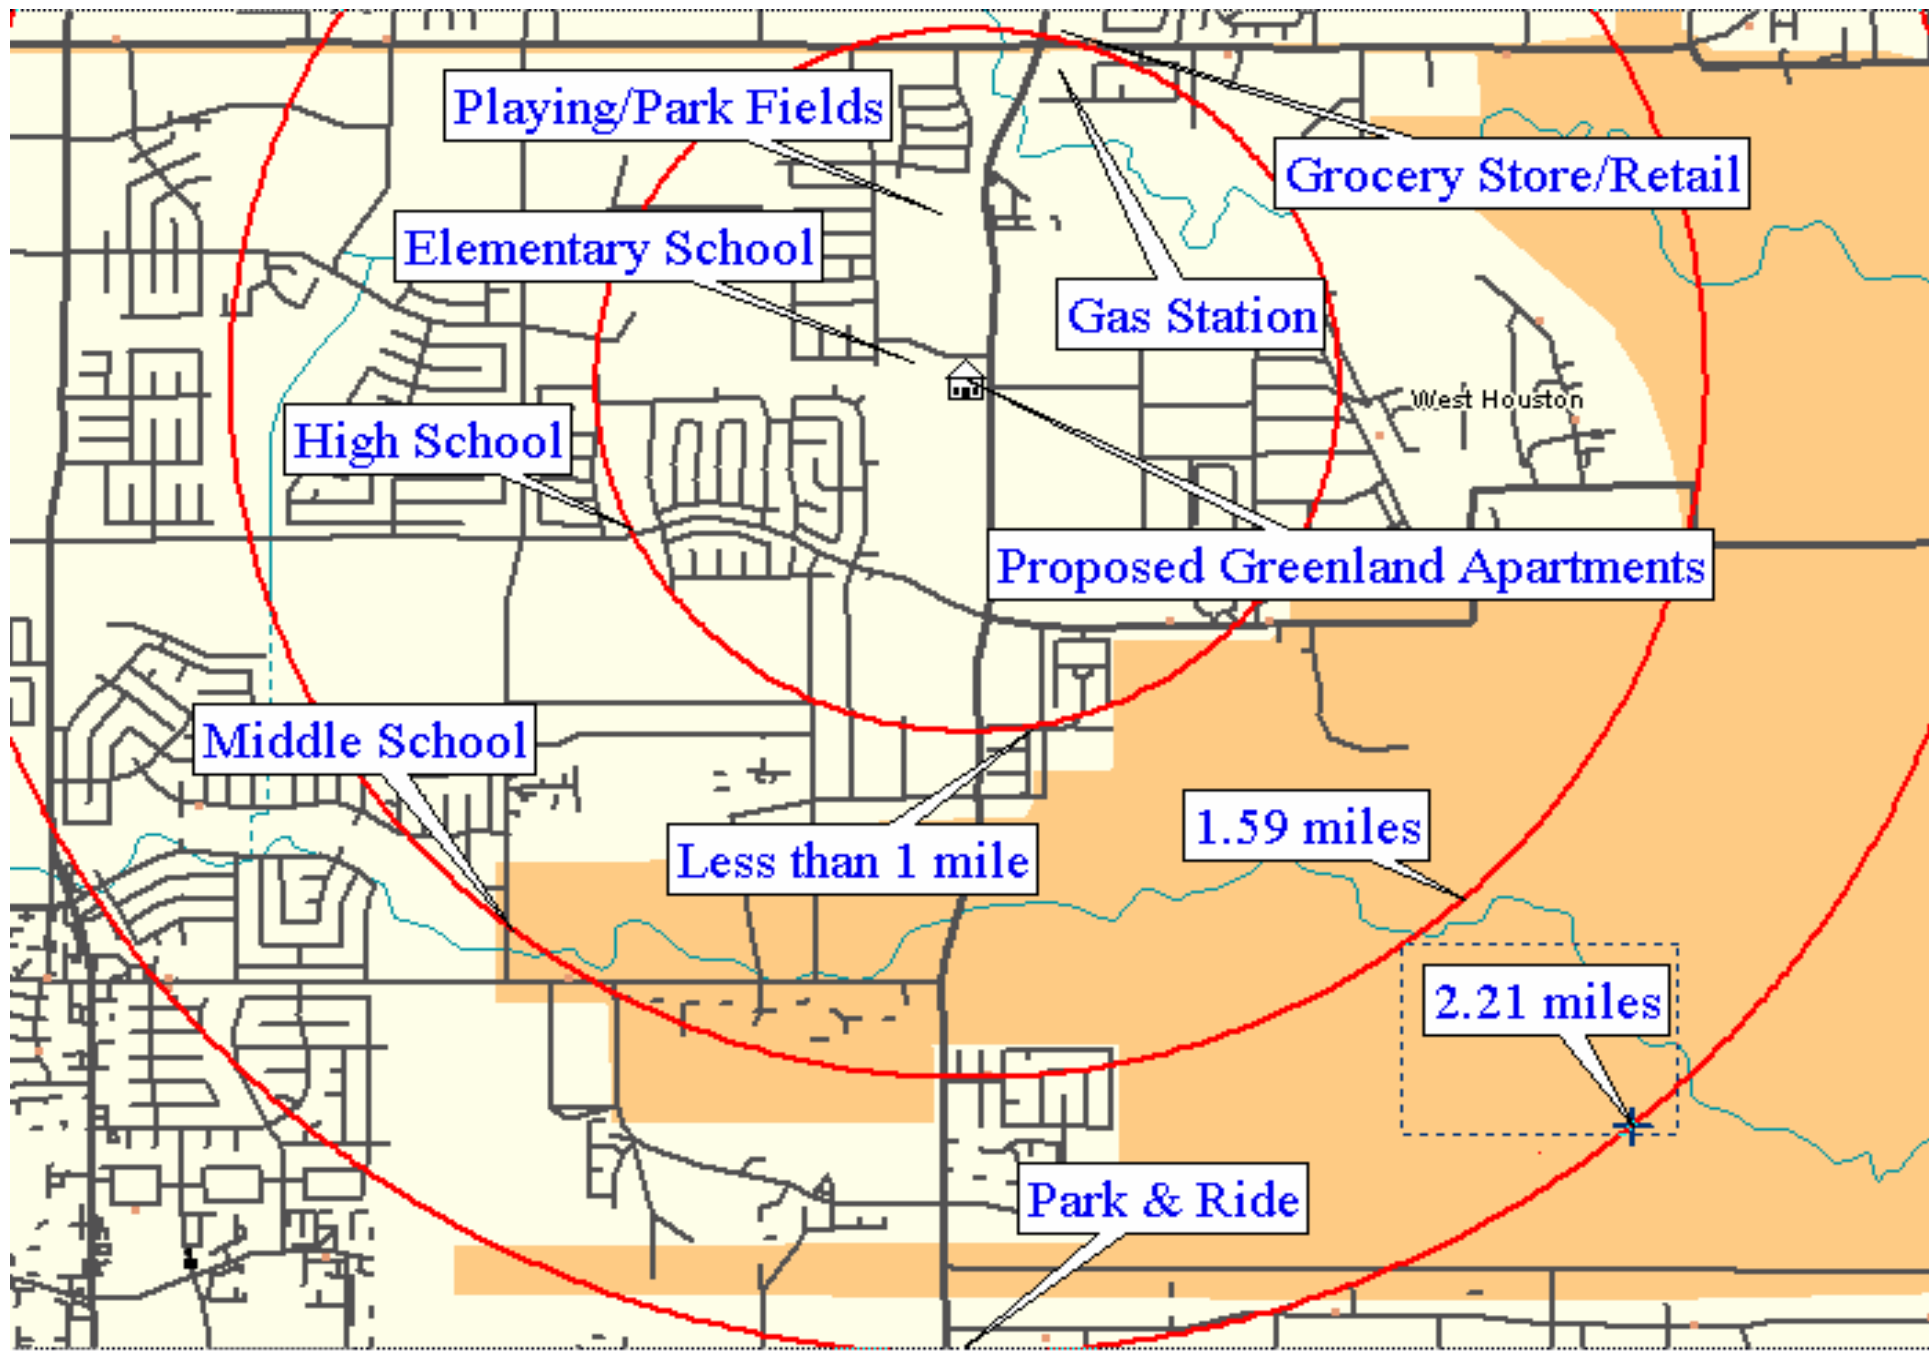 Playing/Park Fields
Grocery Store/Retail
Elementary School
Gas Station
West Houston
High School
Proposed Greenland Apartments
Middle School
Less than 1 mile
1.59 miles
2.21 miles
Park & Ride